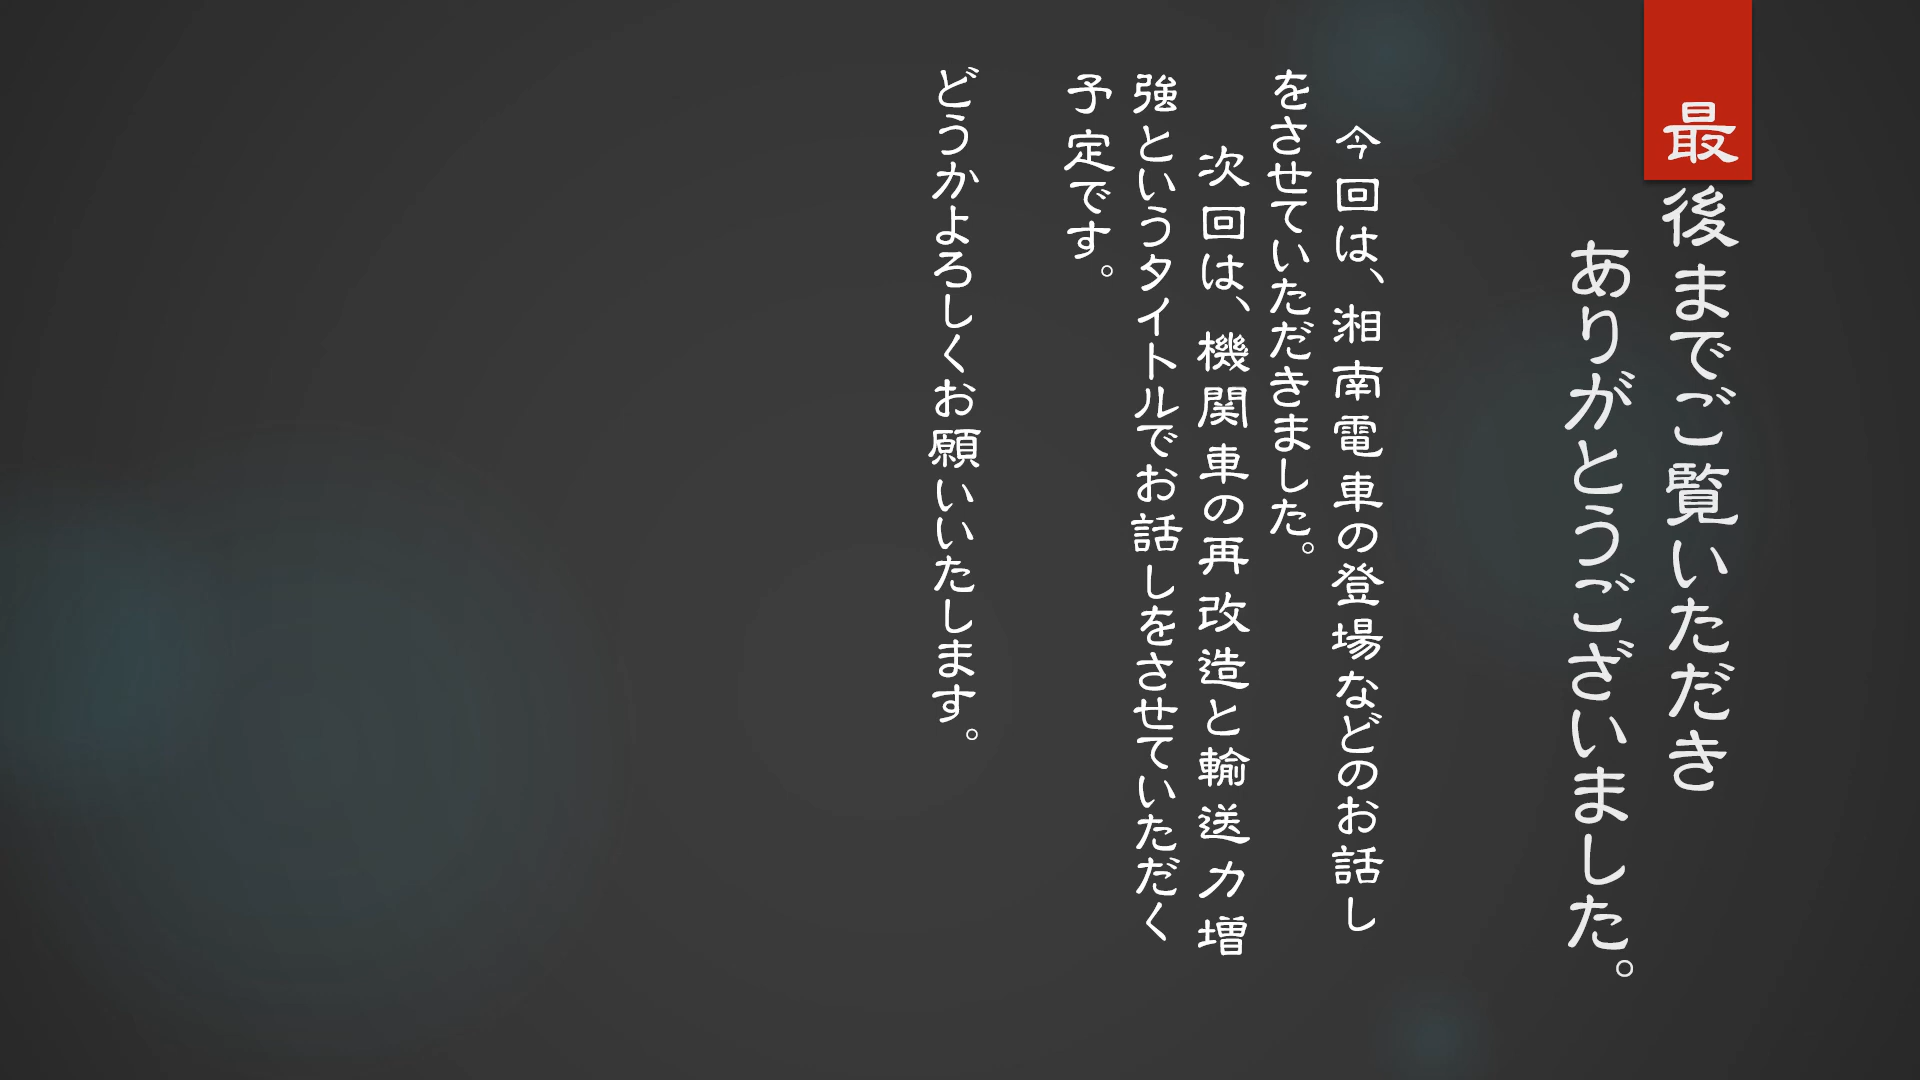 最後までご覧いただき
ありがとうございました。
今回は、湘南電車の登場などのお話し
をさせていただきました。
次回は、機関車の再改造と輸送力増
強というタイトルでお話しをさせていただく
予定です。
どうかよろしくお願いいたします。